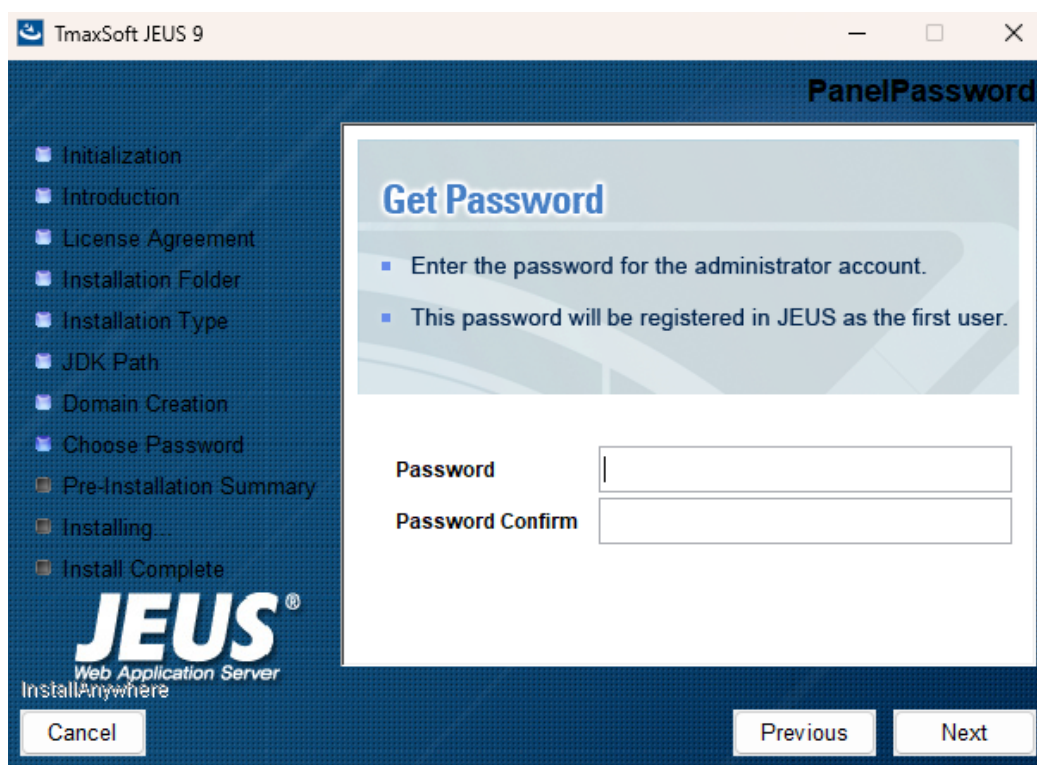 TmaxSoft JEUS 9
PanelPassword
Initialization
Introduction
License Agreement
Installation Folder
Installation Type
JDK Path
Domain Creation
Choose Password
Pre-Installation Summary
Installing...
Install Complete
JEUS®
Web Application Server
InstallAnywhere
Get Password
Enter the password for the administrator account.
This password will be registered in JEUS as the first user.
Password
Password Confirm
Cancel
Previous
Next